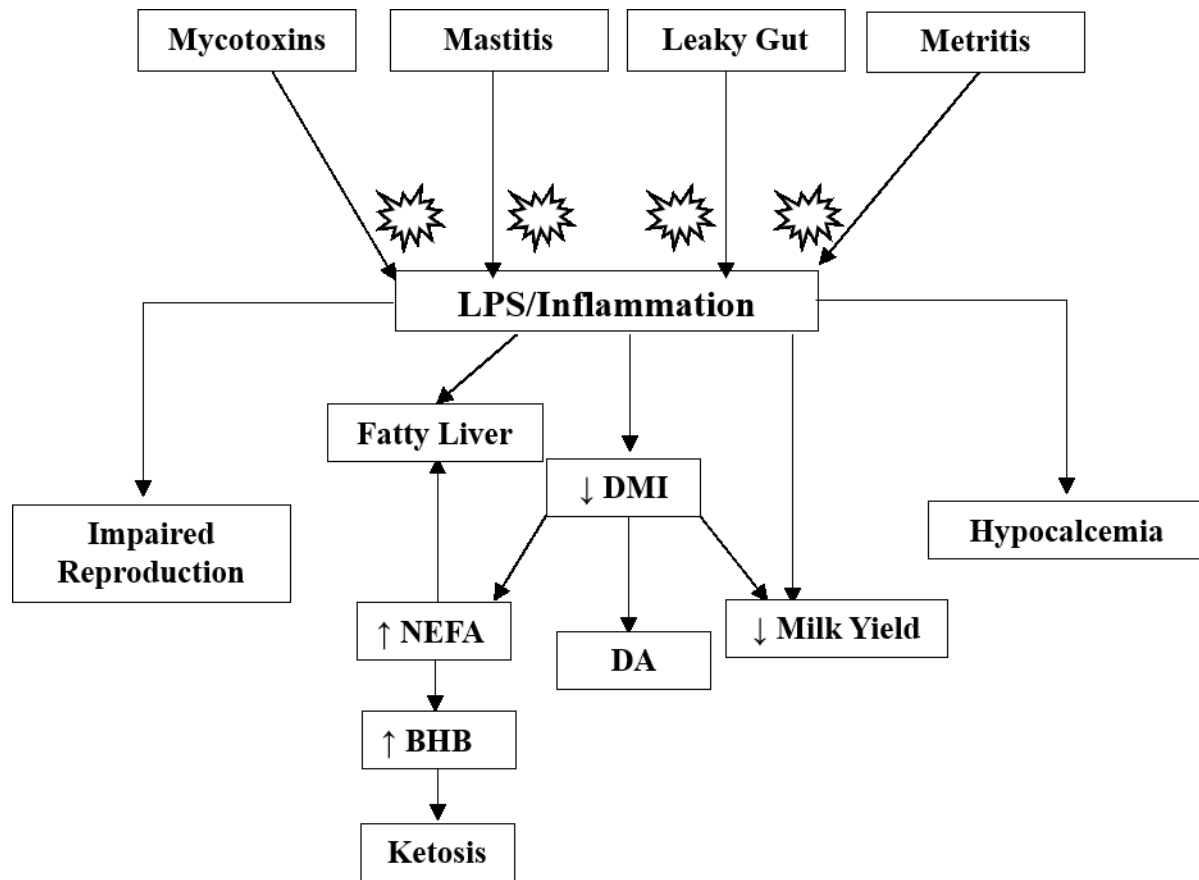 Mycotoxins
Mastitis
Leaky Gut
Metritis
LPS/Inflammation
Fatty Liver
↓ DMI
Impaired
Reproduction
Hypocalcemia
↑ NEFA
DA
↓ Milk Yield
↑ BHB
Ketosis